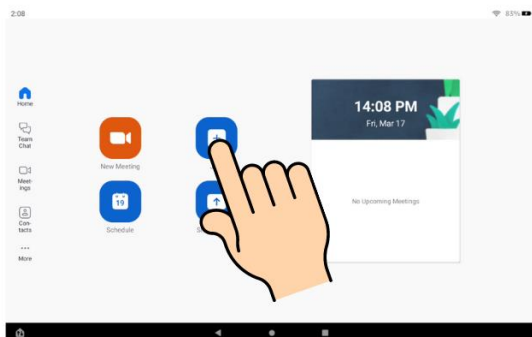 2:08
85%
Home
Team
Chat
Meet-
ings
Con-
tacts
More
New Meeting
19
Schedule
14:08 PM
Fri, Mar 17
No Upcoming Meetings